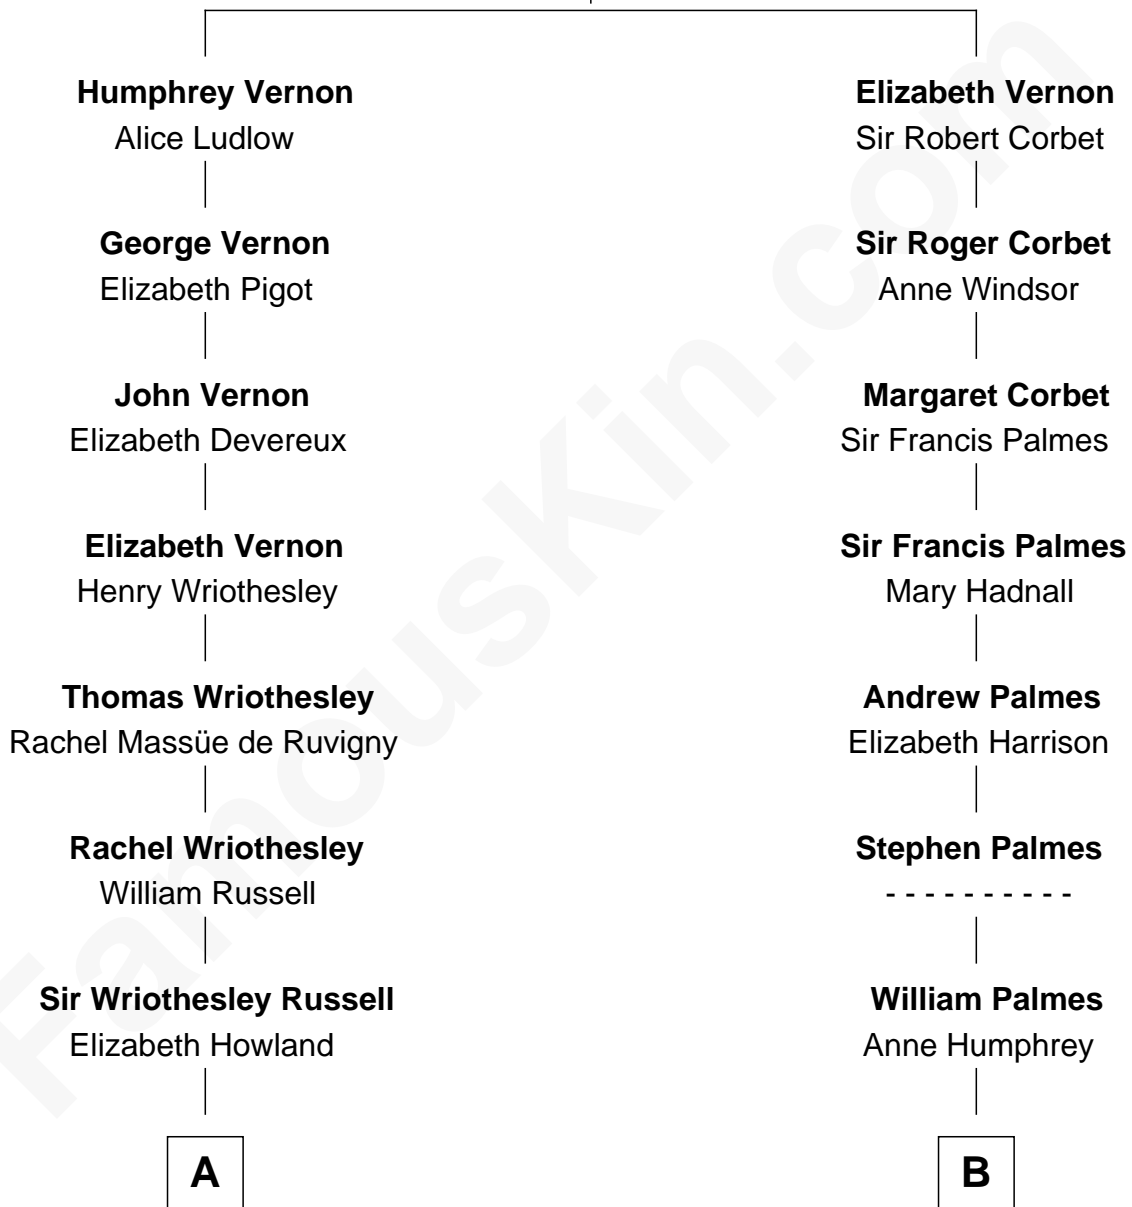 Humphrey Vernon
Alice Ludlow
George Vernon
Elizabeth Pigot
John Vernon
Elizabeth Devereux
Elizabeth Vernon
Henry Wriothesley
Thomas Wriothesley
Rachel Massüe de Ruvigny
Rachel Wriothesley
William Russell
Sir Wriothesley Russell
Elizabeth Howland
A
Elizabeth Vernon
Sir Robert Corbet
Sir Roger Corbet
Anne Windsor
Margaret Corbet
Sir Francis Palmes
Sir Francis Palmes
Mary Hadnall
Andrew Palmes
Elizabeth Harrison
Stephen Palmes
- - - - - - - - - -
William Palmes
Anne Humphrey
B
FamousKin.com